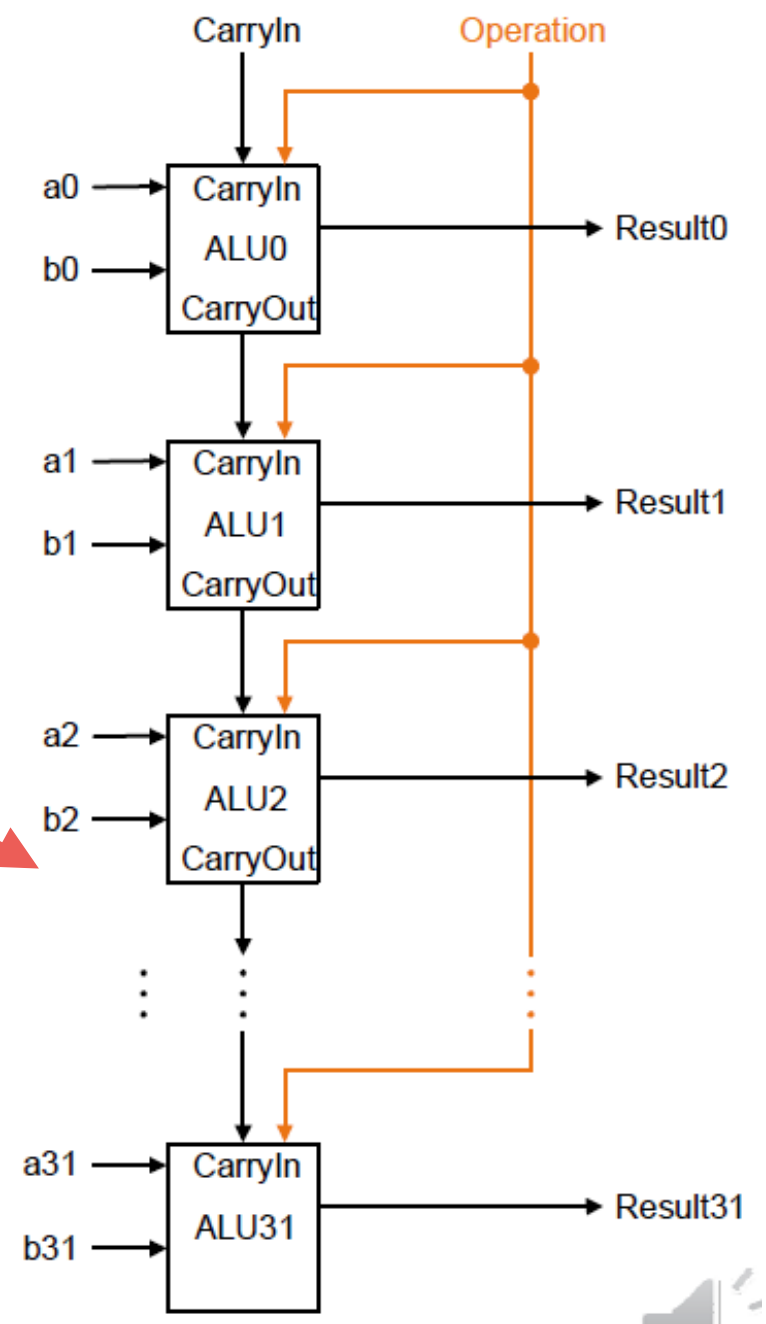 CarryIn Operation
a0 CarryIn
ALU0 Result0
b0
CarryOut
a1 CarryIn
ALU1 Result1
b1
CarryOut
a2 CarryIn
ALU2 Result2
b2
CarryOut
a31 CarryIn
ALU31 Result31
b31